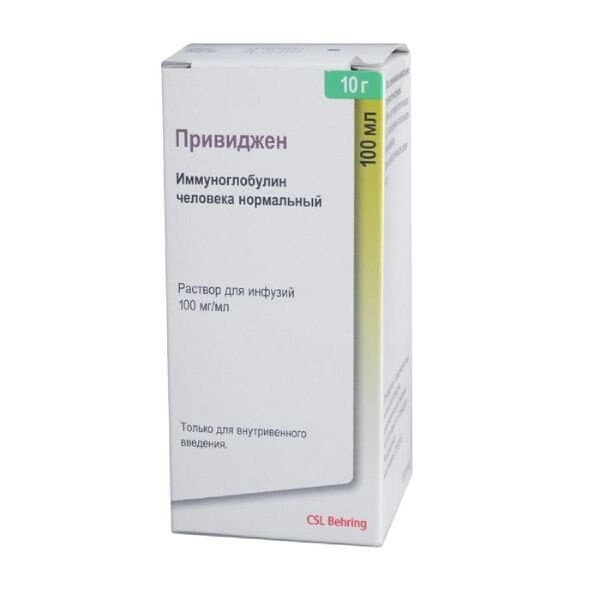 10 г
100 мл
Привиджен
Иммуноглобулин
человека нормальный
Раствор для инфузий
100 мг/мл
Только для внутривенного
введения.
CSL Behring